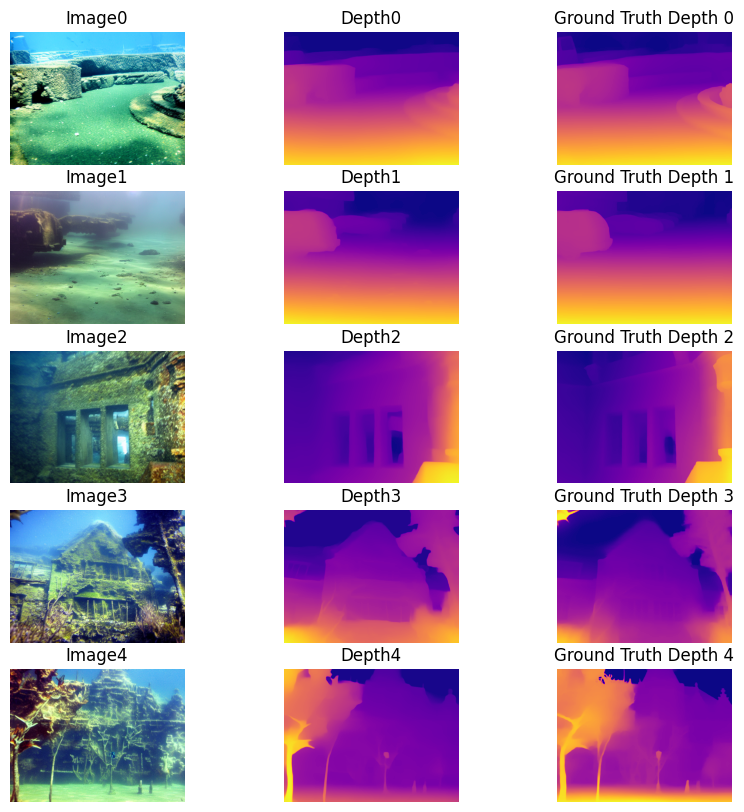 Image0 Depth0 Ground Truth Depth 0
Image1 Depth1 Ground Truth Depth 1
Image2 Depth2 Ground Truth Depth 2
Image3 Depth3 Ground Truth Depth 3
Image4 Depth4 Ground Truth Depth 4